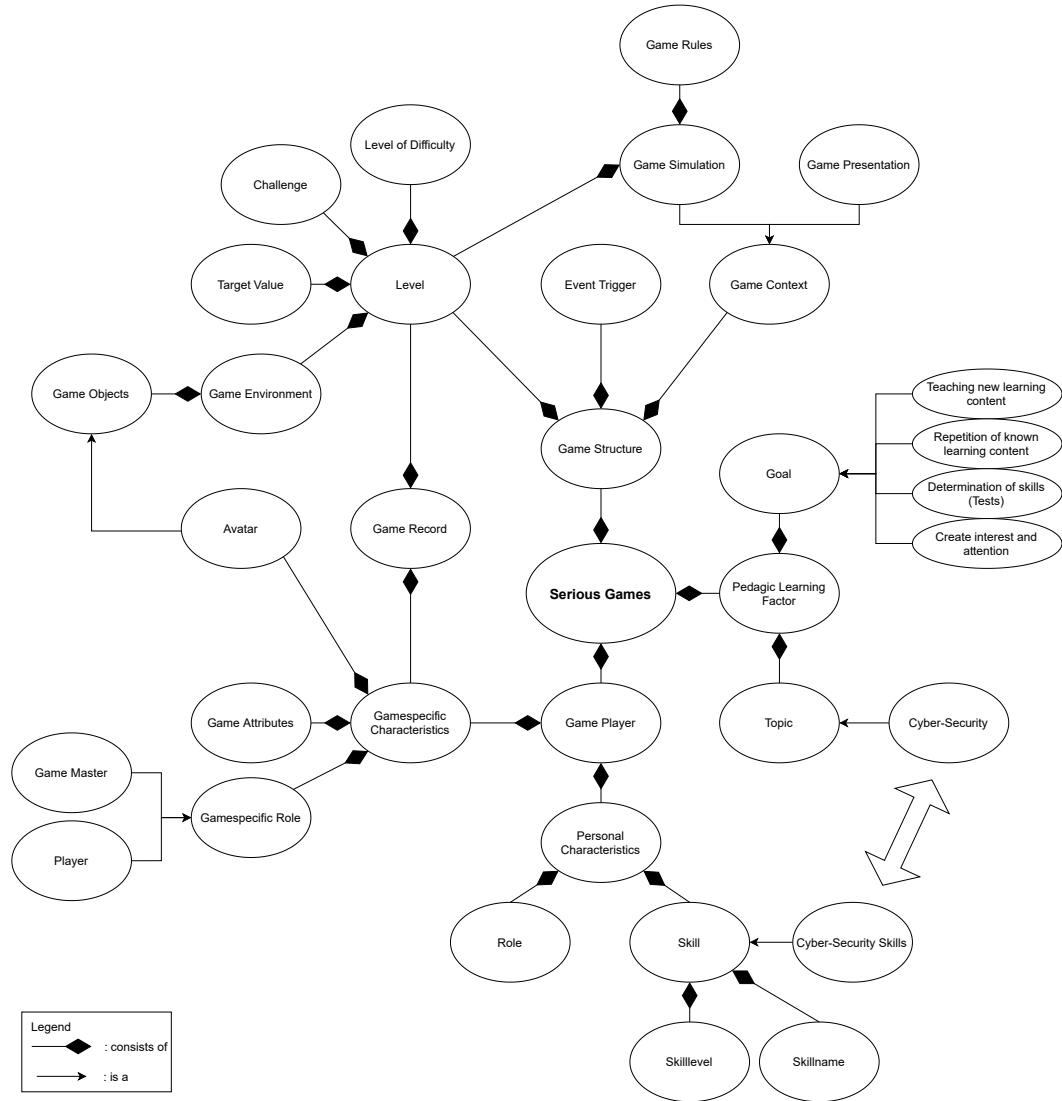 Game Rules
Level of Difficulty
Game Simulation
Game Presentation
Challenge
Target Value
Level
Event Trigger
Game Context
Game Objects
Game Environment
Teaching new learning
content
Repetition of known
learning content
Game Structure
Goal
Determination of skills
(Tests)
Avatar
Game Record
Create interest and
attention
Serious Games
Pedagic Learning
Factor
Game Attributes
Gamespecific
Characteristics
Game Player
Topic
Cyber-Security
Game Master
Gamespecific Role
Player
Personal
Characteristics
Role
Skill
Cyber-Security Skills
Legend
: consists of
: is a
Skilllevel
Skillname